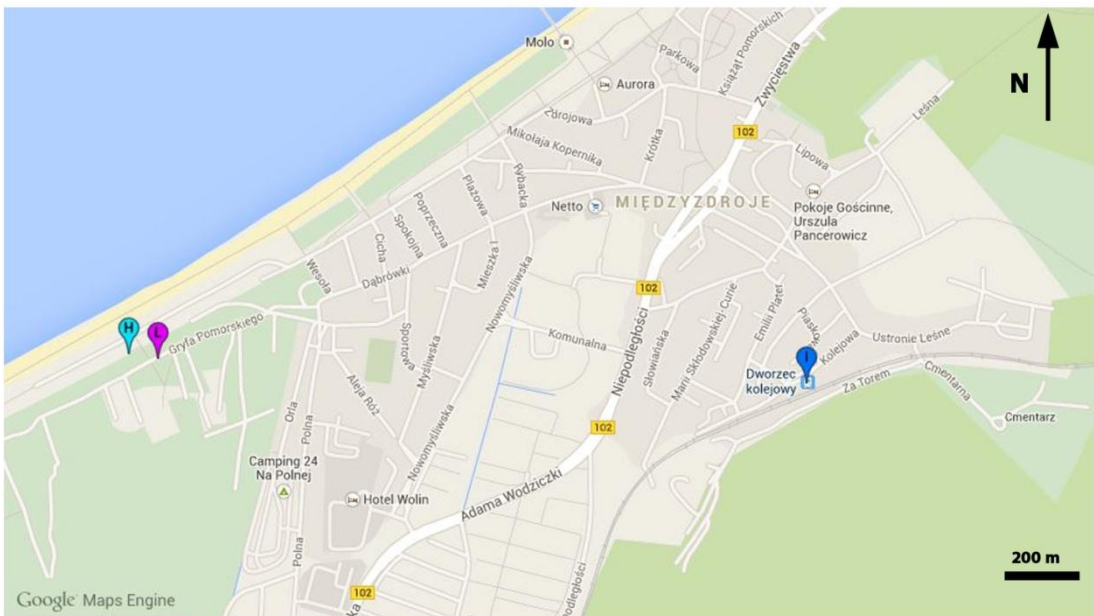 Molo
Parkowa
Książąt Pomorskich
Zwycięstwa
N
Aurora
Zdrojowa
Leśna
Mikołaja Kopernika
Krótka
102
Lipowa
Rybacka
Plażowa
Netto
MIĘDZYZDROJE
Pokoje Gościnne,
Urszula
Pancerowicz
Poprzeczna
Spokojna
Cicha
Mieszka I
Wesoła
Dąbrówki
Nowomyśliwska
102
Emilii Plater
H
L
Gryfa Pomorskiego
Sportowa
Myśliwska
Komunalna
Niepodległości
Słowiańska
Marii Skłodowskiej-Curie
Kolejowa
Ustronie Leśne
I
Dworzec
kolejowy
Za Torem
Cmentarna
Cmentarz
Aleja Róż
Orla
Polna
Nowomyśliwska
102
Camping 24
Na Polnej
Hotel Wolin
Adama Wodziczki
Polna
200 m
102
Google Maps Engine